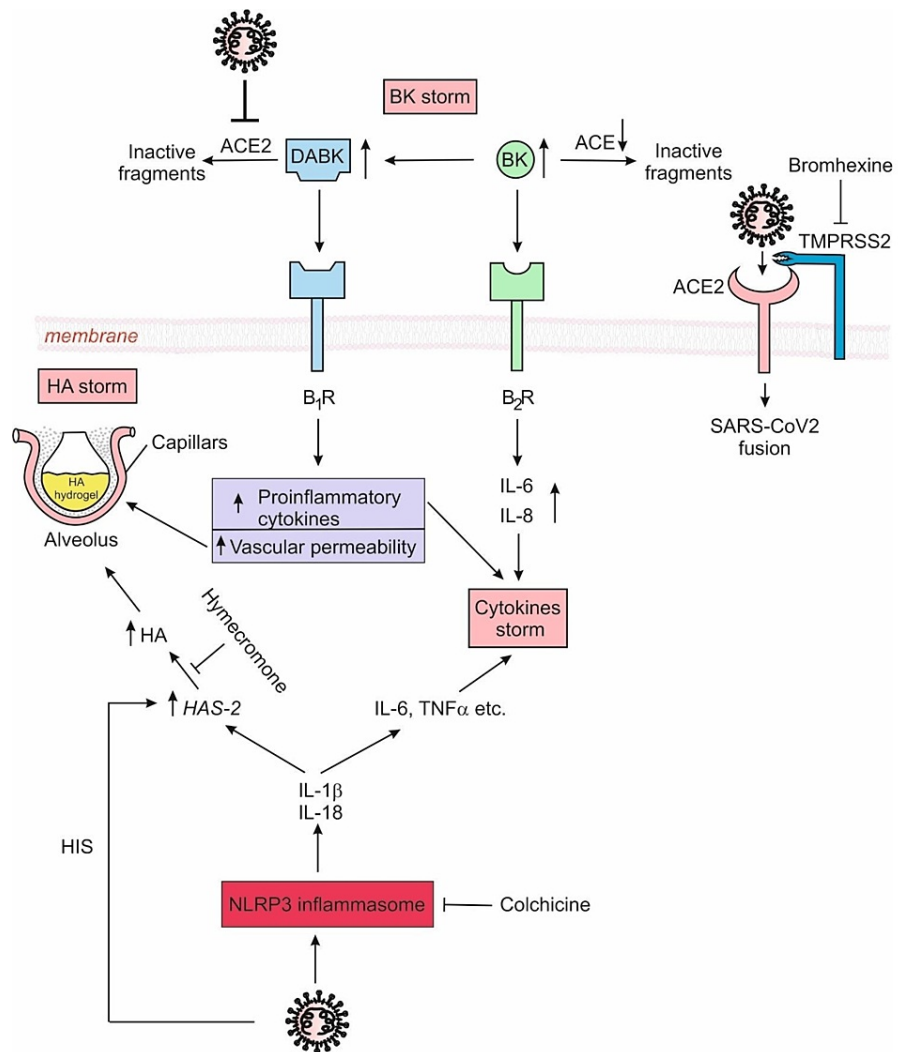 BK storm
Inactive
fragments
ACE2
DABK
BK
ACE
Inactive
fragments
Bromhexine
TMPRSS2
ACE2
membrane
HA storm
B1R
B2R
SARS-CoV2
fusion
Capillars
HA
hydrogel
Alveolus
Proinflammatory
cytokines
Vascular permeability
IL-6
IL-8
Cytokines
storm
Hymecromone
HA
HAS-2
IL-6, TNFα etc.
IL-1β
IL-18
HIS
NLRP3 inflammasome
Colchicine